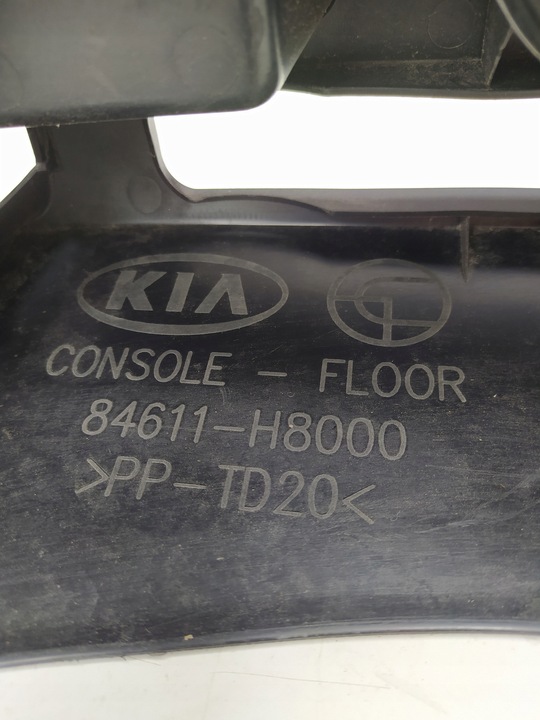 KIA
CONSOLE - FLOOR
84611-H8000
>PP-TD20<